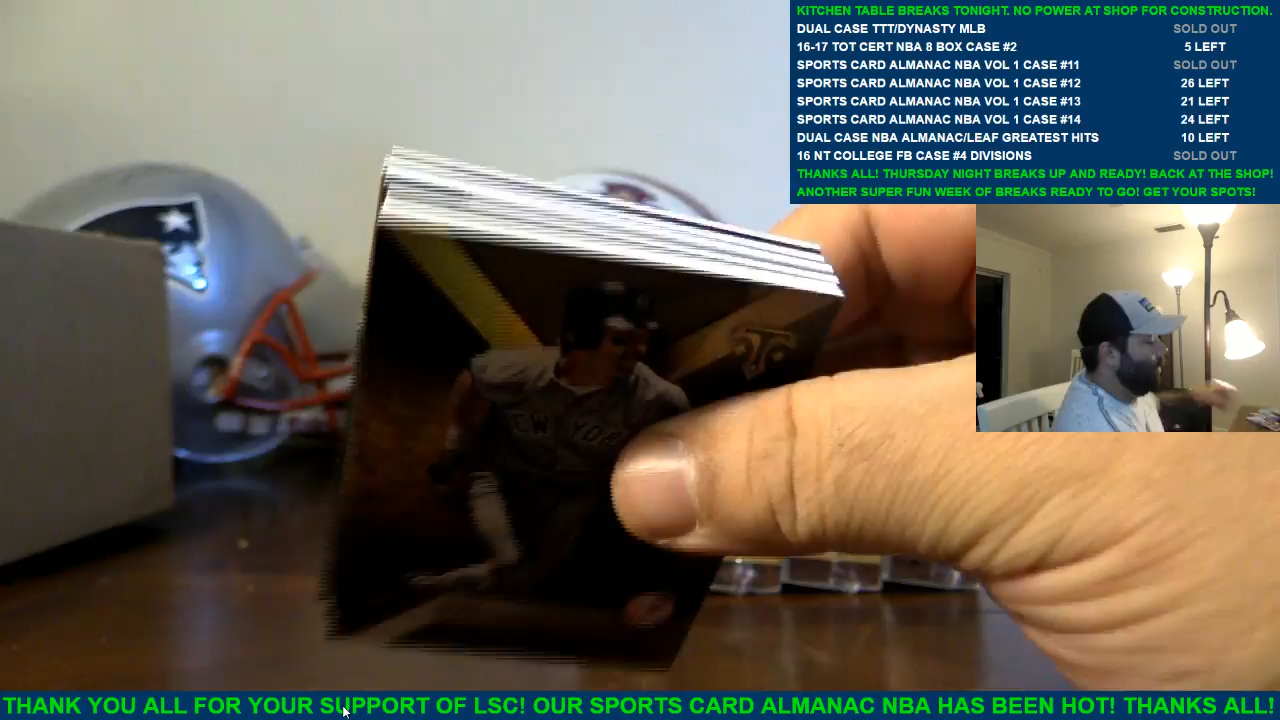 KITCHEN TABLE BREAKS TONIGHT. NO POWER AT SHOP FOR CONSTRUCTION.
DUAL CASE TTT/DYNASTY MLB SOLD OUT
16-17 TOT CERT NBA 8 BOX CASE #2 5 LEFT
SPORTS CARD ALMANAC NBA VOL 1 CASE #11 SOLD OUT
SPORTS CARD ALMANAC NBA VOL 1 CASE #12 26 LEFT
SPORTS CARD ALMANAC NBA VOL 1 CASE #13 21 LEFT
SPORTS CARD ALMANAC NBA VOL 1 CASE #14 24 LEFT
DUAL CASE NBA ALMANAC/LEAF GREATEST HITS 10 LEFT
16 NT COLLEGE FB CASE #4 DIVISIONS SOLD OUT
THANKS ALL! THURSDAY NIGHT BREAKS UP AND READY! BACK AT THE SHOP!
ANOTHER SUPER FUN WEEK OF BREAKS READY TO GO! GET YOUR SPOTS!
NEW YORK
THANK YOU ALL FOR YOUR SUPPORT OF LSC! OUR SPORTS CARD ALMANAC NBA HAS BEEN HOT! THANKS ALL!